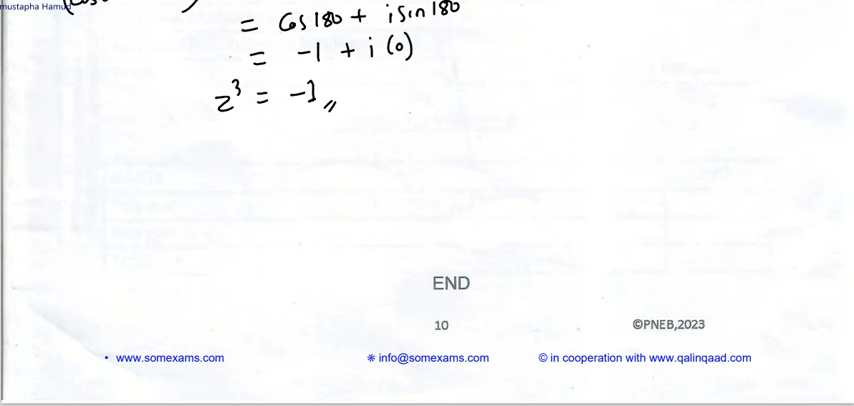 mustapha Hamud
= Cos 180 + i sin 180
= -1 + i (0)
z³ = -1 //
END
10 ©PNEB,2023
• www.somexams.com ✻ info@somexams.com © in cooperation with www.qalinqaad.com